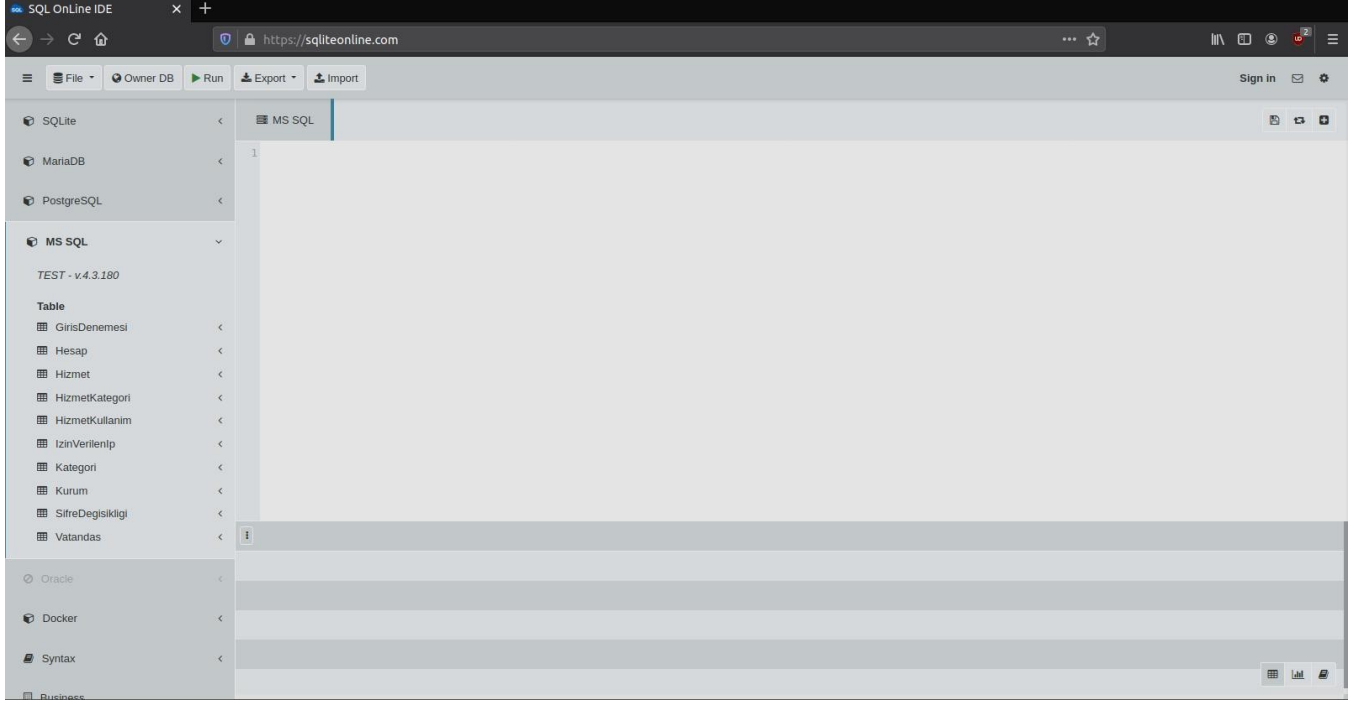 SQL OnLine IDE
https://sqliteonline.com
2
File Owner DB Run Export Import Sign in
SQLite
MariaDB
PostgreSQL
MS SQL
TEST - v.4.3.180
Table
GirisDenemesi
Hesap
Hizmet
HizmetKategori
HizmetKullanim
IzinVerilenIp
Kategori
Kurum
SifreDegisikligi
Vatandas
Oracle
Docker
Syntax
Business
MS SQL
1